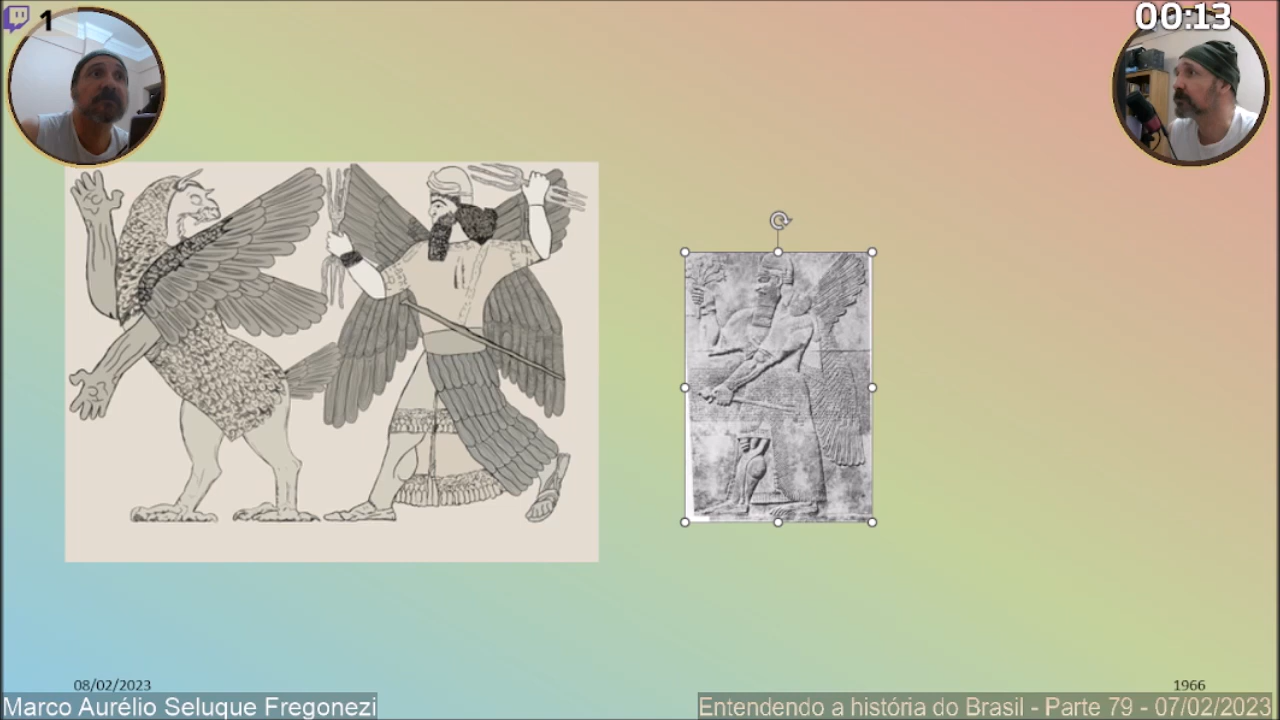 1
00:13
08/02/2023
1966
Marco Aurélio Seluque Fregonezi
Entendendo a história do Brasil - Parte 79 - 07/02/2023